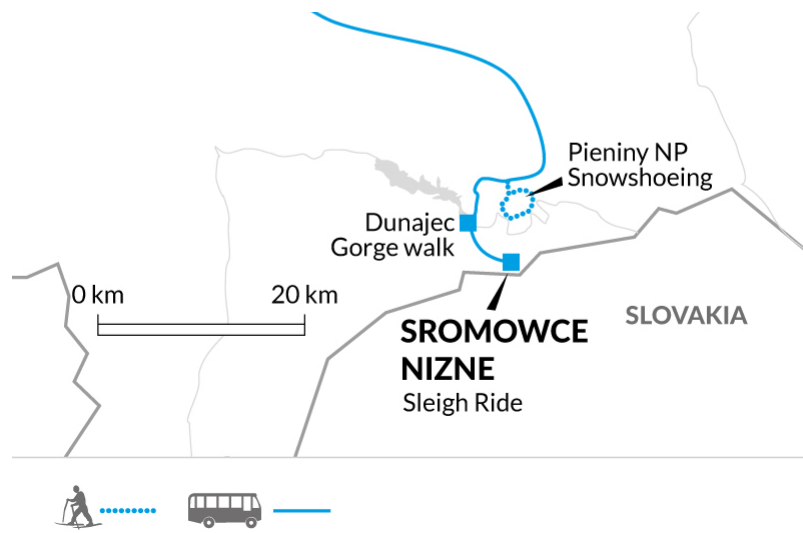 Pieniny NP
Snowshoeing
Dunajec
Gorge walk
0 km
20 km
SROMOWCE
NIZNE
Sleigh Ride
SLOVAKIA